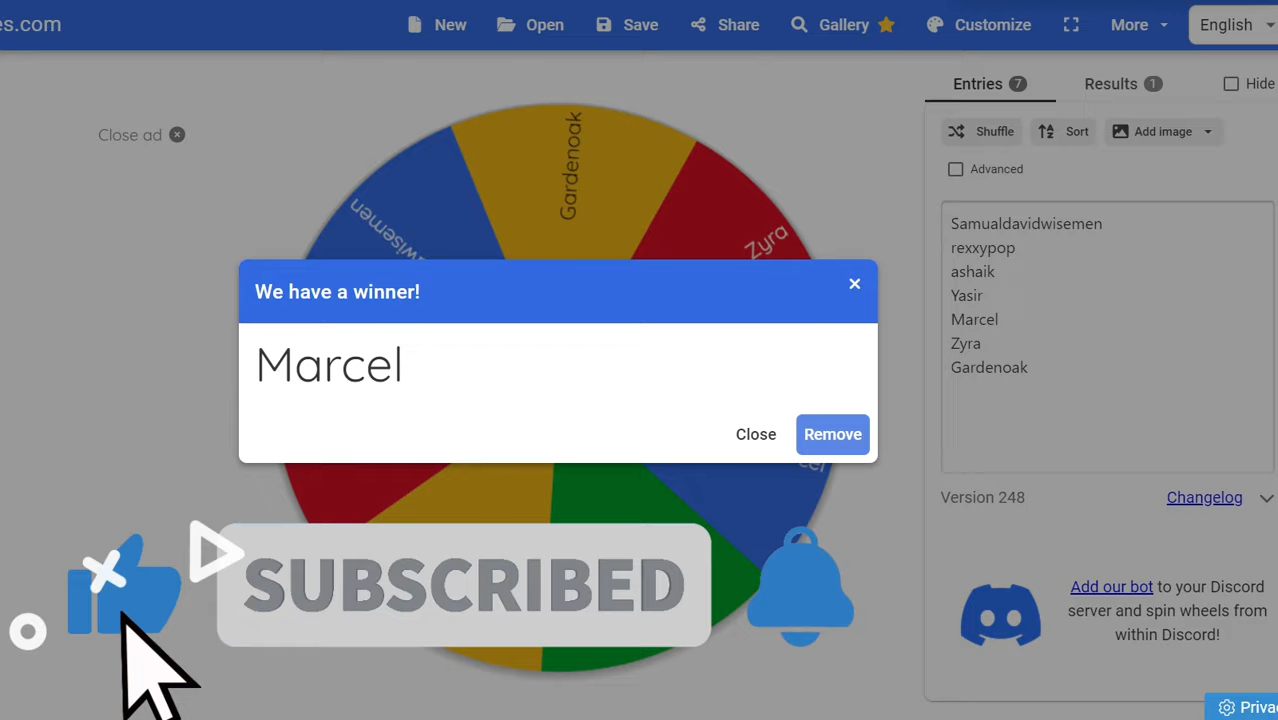 es.com
New
Open
Save
Share
Gallery
Customize
More
English
Entries 7
Results 1
Hide
Close ad
Shuffle
Sort
Add image
Advanced
Gardenoak
Zyra
Samualdavidwisemen
rexxypop
ashaik
Yasir
Marcel
Zyra
Gardenoak
We have a winner!
Marcel
Close
Remove
Version 248
Changelog
SUBSCRIBED
Add our bot to your Discord
server and spin wheels from
within Discord!